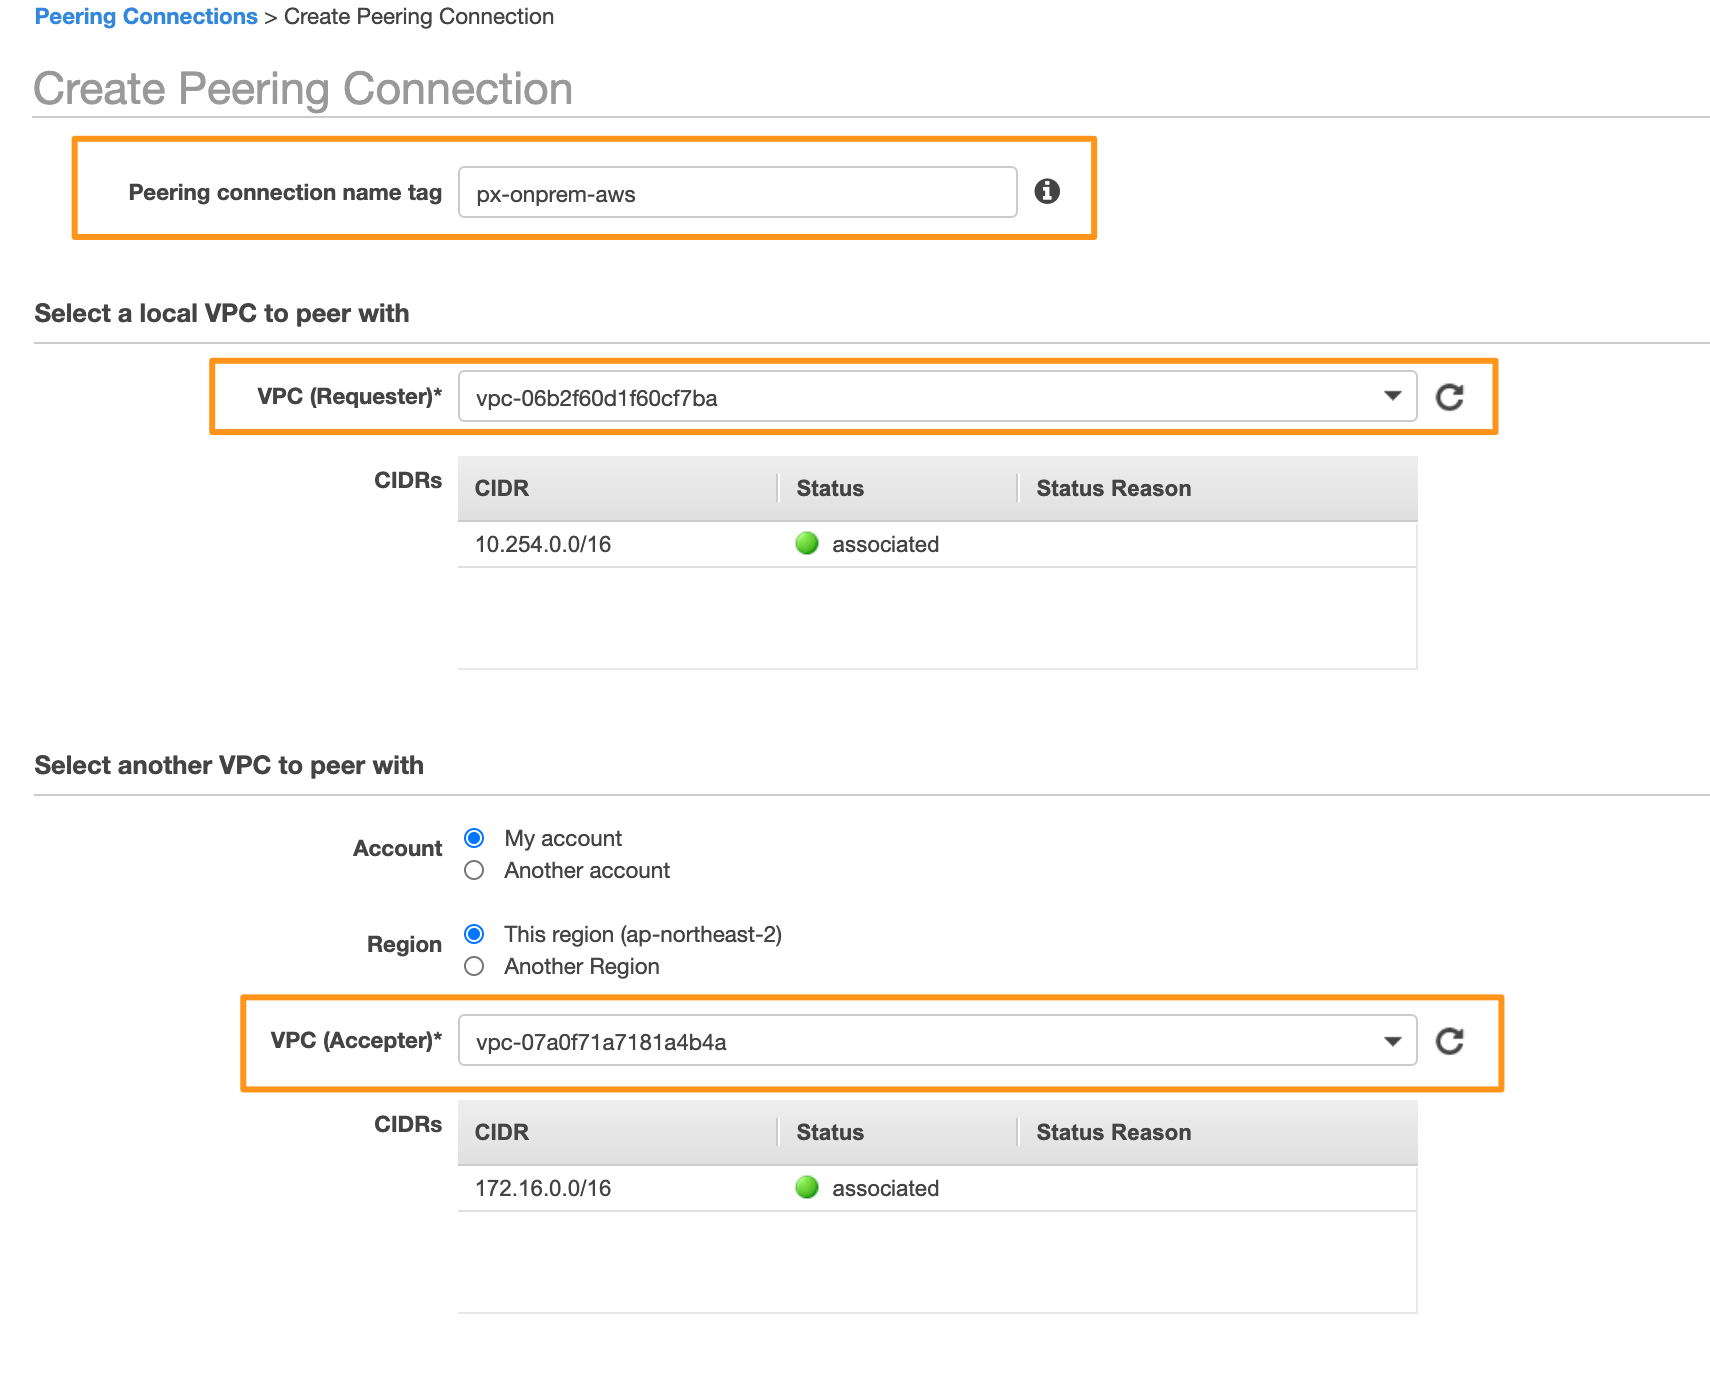 Peering Connections > Create Peering Connection
Create Peering Connection
Peering connection name tag px-onprem-aws
Select a local VPC to peer with
VPC (Requester)* vpc-06b2f60d1f60cf7ba
CIDRs CIDR Status Status Reason
10.254.0.0/16 associated
Select another VPC to peer with
Account My account
Another account
Region This region (ap-northeast-2)
Another Region
VPC (Accepter)* vpc-07a0f71a7181a4b4a
CIDRs CIDR Status Status Reason
172.16.0.0/16 associated